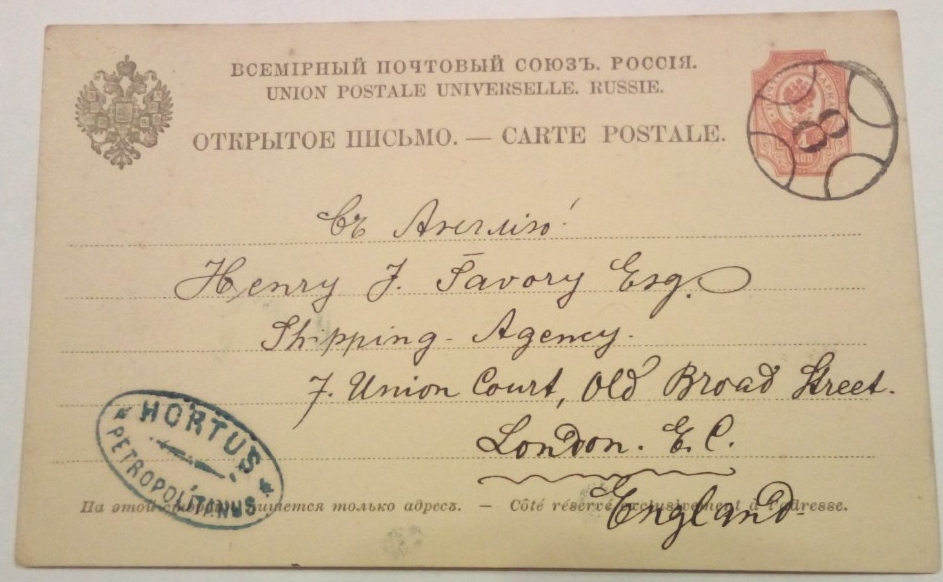 ВСЕМІРНЫЙ ПОЧТОВЫЙ СОЮЗЪ. РОССІЯ.
UNION POSTALE UNIVERSELLE. RUSSIE.
ОТКРЫТОЕ ПИСЬМО. — CARTE POSTALE.
8
Въ Англію!
Henry J. Favory Esq.
Shipping - Agency.
7. Union Court, Old Broad Street.
London. E.C.
England.
HORTUS
PETROPOLITANUS
На этой сторонѣ пишется только адресъ. — Côté réservé exclusivement à l'adresse.